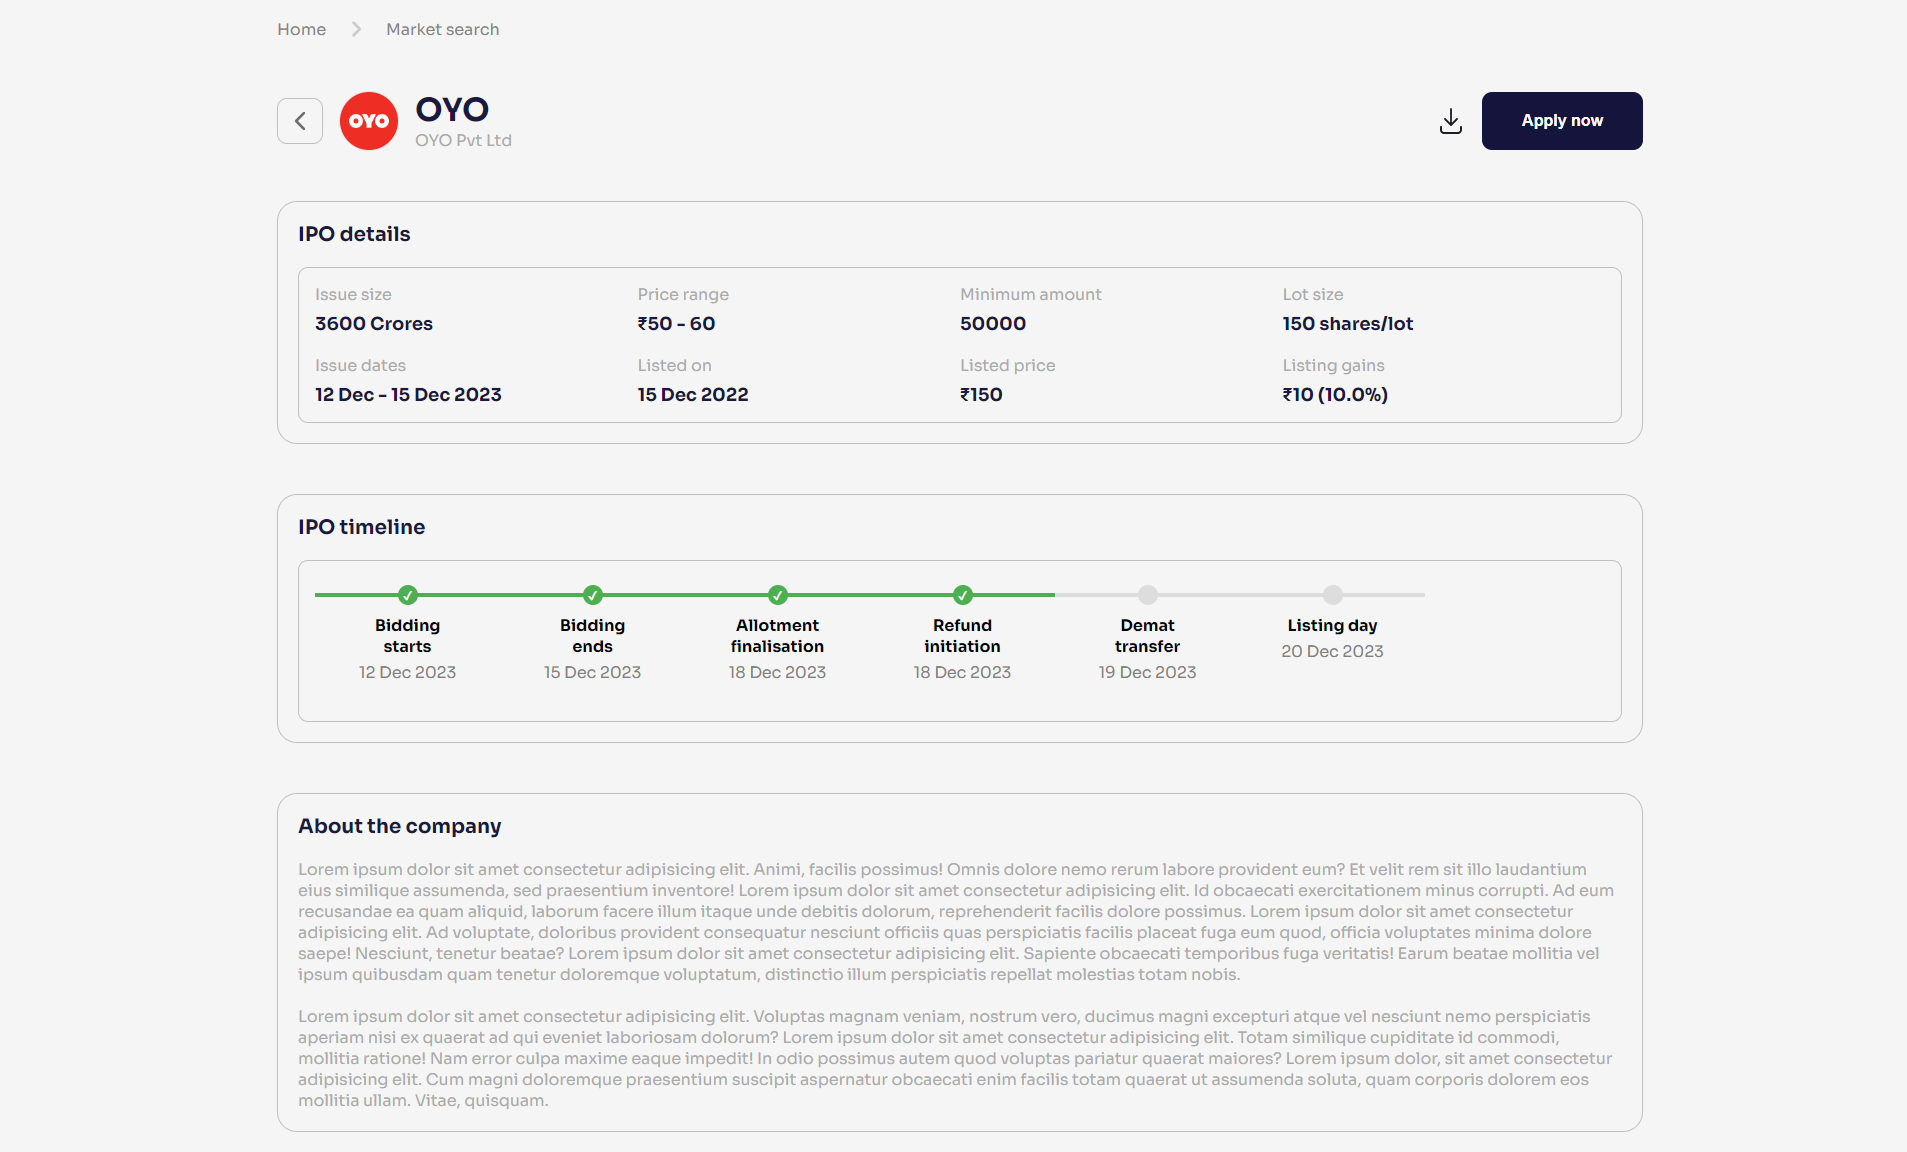 Home
Market search
OYO
OYO
OYO Pvt Ltd
Apply now
IPO details
Issue size
Price range
Minimum amount
Lot size
3600 Crores
₹50 - 60
50000
150 shares/lot
Issue dates
Listed on
Listed price
Listing gains
12 Dec - 15 Dec 2023
15 Dec 2022
₹150
₹10 (10.0%)
IPO timeline
Bidding
starts
12 Dec 2023
Bidding
ends
15 Dec 2023
Allotment
finalisation
18 Dec 2023
Refund
initiation
18 Dec 2023
Demat
transfer
19 Dec 2023
Listing day
20 Dec 2023
About the company
Lorem ipsum dolor sit amet consectetur adipisicing elit. Animi, facilis possimus! Omnis dolore nemo rerum labore provident eum? Et velit rem sit illo laudantium
eius similique assumenda, sed praesentium inventore! Lorem ipsum dolor sit amet consectetur adipisicing elit. Id obcaecati exercitationem minus corrupti. Ad eum
recusandae ea quam aliquid, laborum facere illum itaque unde debitis dolorum, reprehenderit facilis dolore possimus. Lorem ipsum dolor sit amet consectetur
adipisicing elit. Ad voluptate, doloribus provident consequatur nesciunt officiis quas perspiciatis facilis placeat fuga eum quod, officia voluptates minima dolore
saepe! Nesciunt, tenetur beatae? Lorem ipsum dolor sit amet consectetur adipisicing elit. Sapiente obcaecati temporibus fuga veritatis! Earum beatae mollitia vel
ipsum quibusdam quam tenetur doloremque voluptatum, distinctio illum perspiciatis repellat molestias totam nobis.
Lorem ipsum dolor sit amet consectetur adipisicing elit. Voluptas magnam veniam, nostrum vero, ducimus magni excepturi atque vel nesciunt nemo perspiciatis
aperiam nisi ex quaerat ad qui eveniet laboriosam dolorum? Lorem ipsum dolor sit amet consectetur adipisicing elit. Totam similique cupiditate id commodi,
mollitia ratione! Nam error culpa maxime eaque impedit! In odio possimus autem quod voluptas pariatur quaerat maiores? Lorem ipsum dolor, sit amet consectetur
adipisicing elit. Cum magni doloremque praesentium suscipit aspernatur obcaecati enim facilis totam quaerat ut assumenda soluta, quam corporis dolorem eos
mollitia ullam. Vitae, quisquam.